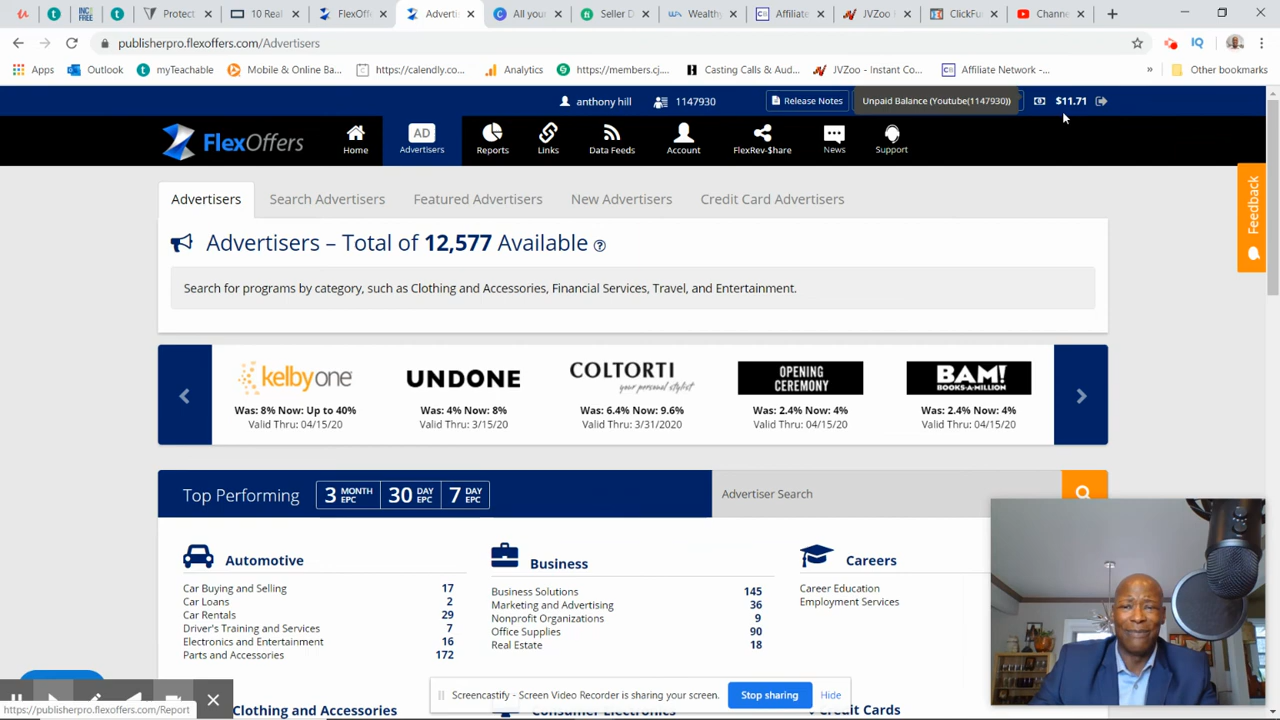 Protect
10 Real
FlexOffe
Adverti
All your
Seller D
Wealthy
Affiliate
JVZoo
ClickFu
Chann
publisherpro.flexoffers.com/Advertisers
Apps
Outlook
myTeachable
Mobile & Online Ba...
https://calendly.co...
Analytics
https://members.cj....
Casting Calls & Aud...
JVZoo - Instant Co...
Affiliate Network -...
»
Other bookmarks
anthony hill
1147930
Release Notes
Unpaid Balance (Youtube(1147930))
$11.71
FlexOffers
Home
AD
Advertisers
Reports
Links
Data Feeds
Account
FlexRev-$hare
News
Support
Feedback
Advertisers
Search Advertisers
Featured Advertisers
New Advertisers
Credit Card Advertisers
Advertisers – Total of 12,577 Available
Search for programs by category, such as Clothing and Accessories, Financial Services, Travel, and Entertainment.
kelbyone
Was: 8% Now: Up to 40%
Valid Thru: 04/15/20
UNDONE
Was: 4% Now: 8%
Valid Thru: 3/15/20
COLTORTI
your personal stylist
Was: 6.4% Now: 9.6%
Valid Thru: 3/31/2020
OPENING
CEREMONY
Was: 2.4% Now: 4%
Valid Thru: 04/15/20
BAM!
BOOKS·A·MILLION
Was: 2.4% Now: 4%
Valid Thru: 04/15/20
Top Performing
3 MONTH EPC
30 DAY EPC
7 DAY EPC
Advertiser Search
Automotive
Car Buying and Selling 17
Car Loans 2
Car Rentals 29
Driver's Training and Services 7
Electronics and Entertainment 16
Parts and Accessories 172
Business
Business Solutions 145
Marketing and Advertising 36
Nonprofit Organizations 9
Office Supplies 90
Real Estate 18
Careers
Career Education
Employment Services
Screencastify - Screen Video Recorder is sharing your screen.
Stop sharing
Hide
https://publisherpro.flexoffers.com/Report
Clothing and Accessories
Consumer Electronics
Credit Cards